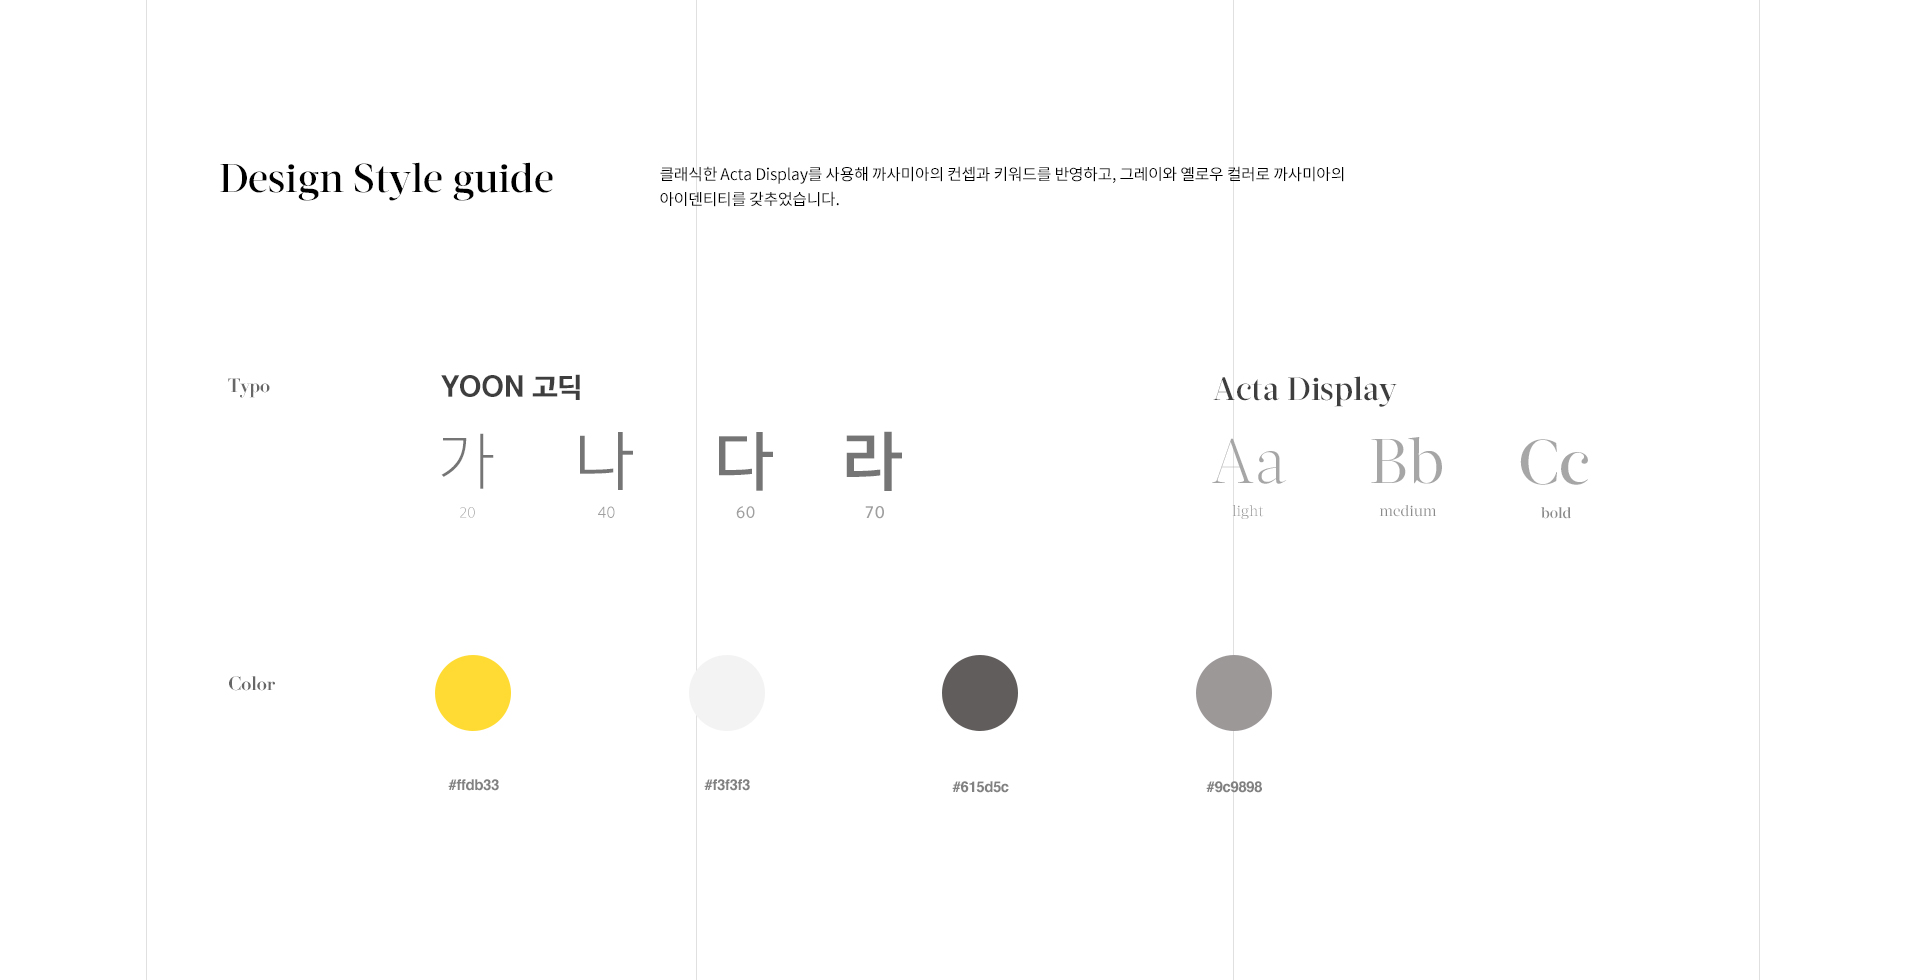 Design Style guide
클래식한 Acta Display를 사용해 까사미아의 컨셉과 키워드를 반영하고, 그레이와 옐로우 컬러로 까사미아의
아이덴티티를 갖추었습니다.
Typo
YOON 고딕
가 나 다 라
20 40 60 70
Acta Display
Aa Bb Cc
light medium bold
Color
#ffdb33 #f3f3f3 #615d5c #9c9898